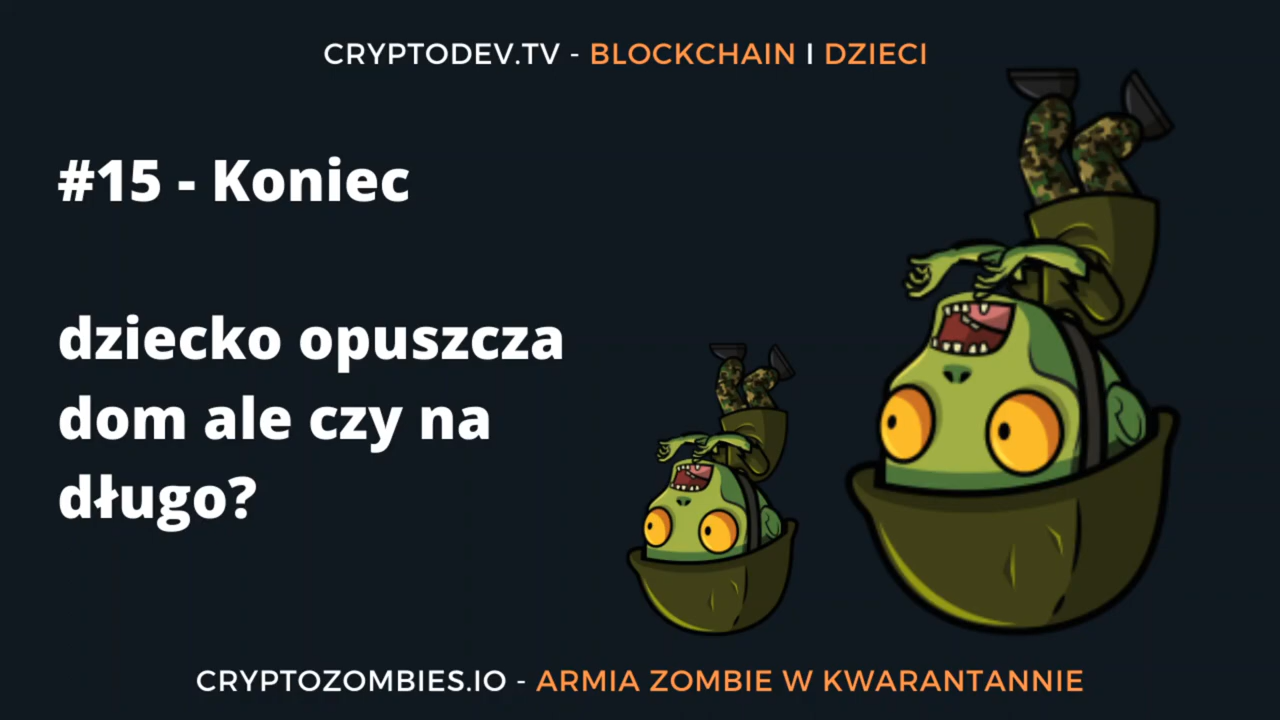 CRYPTODEV.TV - BLOCKCHAIN I DZIECI
#15 - Koniec
dziecko opuszcza
dom ale czy na
długo?
CRYPTOZOMBIES.IO - ARMIA ZOMBIE W KWARANTANNIE